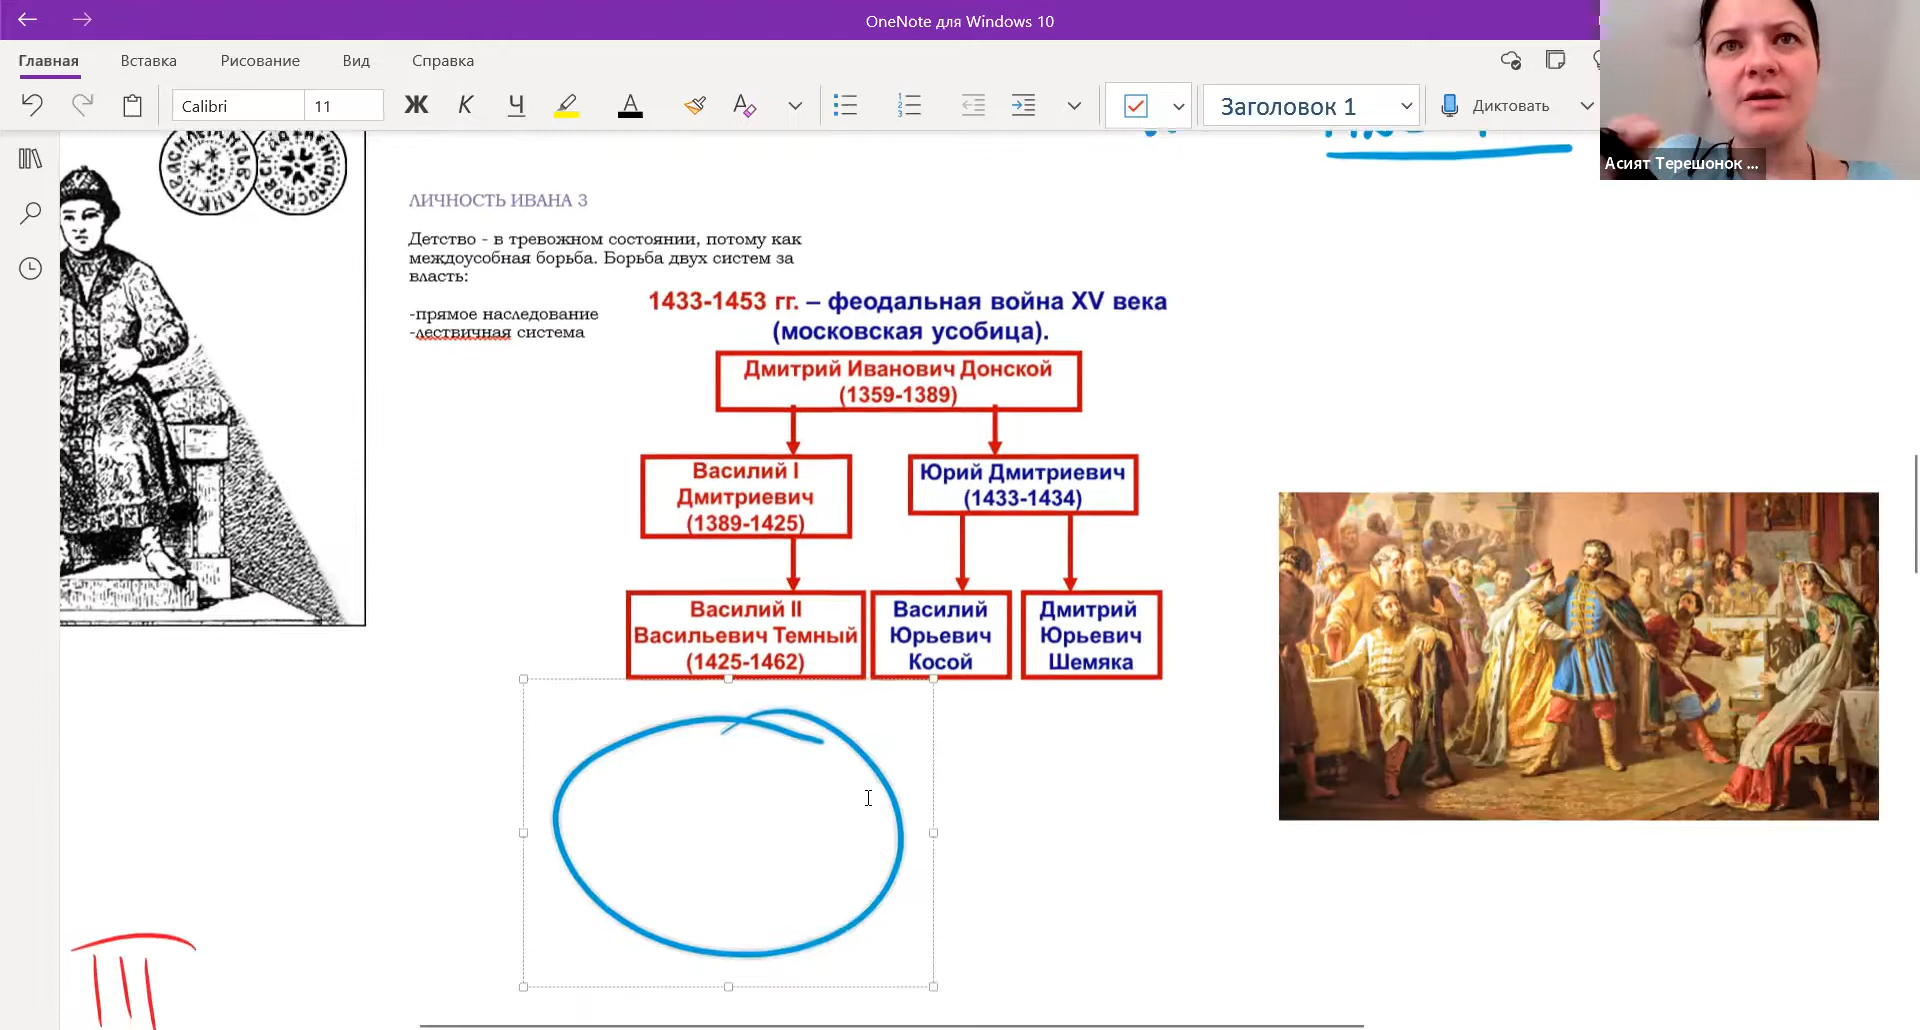 OneNote для Windows 10
Главная
Вставка
Рисование
Вид
Справка
Calibri
11
Ж
К
Ч
А
Заголовок 1
Диктовать
Асият Терешонок ...
ЛИЧНОСТЬ ИВАНА 3
Детство - в тревожном состоянии, потому как
междоусобная борьба. Борьба двух систем за
власть:
-прямое наследование
-лествичная система
1433-1453 гг. – феодальная война XV века
(московская усобица).
Дмитрий Иванович Донской
(1359-1389)
Василий I
Дмитриевич
(1389-1425)
Юрий Дмитриевич
(1433-1434)
Василий II
Васильевич Темный
(1425-1462)
Василий
Юрьевич
Косой
Дмитрий
Юрьевич
Шемяка
III